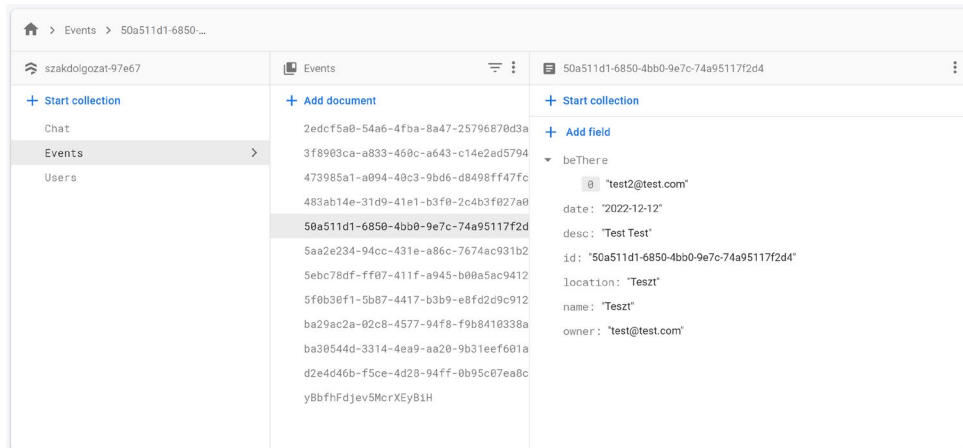 Events > 50a511d1-6850-...
szakdolgozat-97e67
Start collection
Chat
Events
Users
Events
Add document
2edcf5a0-54a6-4fba-8a47-25796870d3a
3f8903ca-a833-460c-a643-c14e2ad5794
473985a1-a094-40c3-9bd6-d8498ff47fc
483ab14e-31d9-41e1-b3f0-2c4b3f027a0
50a511d1-6850-4bb0-9e7c-74a95117f2d
5aa2e234-94cc-431e-a86c-7674ac931b2
5ebc78df-ff07-411f-a945-b00a5ac9412
5f0b30f1-5b87-4417-b3b9-e8fd2d9c912
ba29ac2a-02c8-4577-94f8-f9b8410338a
ba30544d-3314-4ea9-aa20-9b31eef601a
d2e4d46b-f5ce-4d28-94ff-0b95c07ea8c
yBbfhFdjev5McrXEyBiH
50a511d1-6850-4bb0-9e7c-74a95117f2d4
Start collection
Add field
beThere
0 "test2@test.com"
date: "2022-12-12"
desc: "Test Test"
id: "50a511d1-6850-4bb0-9e7c-74a95117f2d4"
location: "Teszt"
name: "Teszt"
owner: "test@test.com"